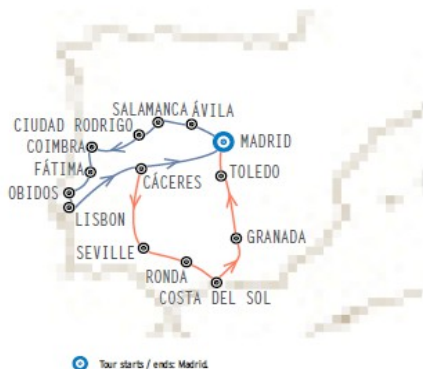 SALAMANCA ÁVILA
CIUDAD RODRIGO
MADRID
COIMBRA
FÁTIMA
CÁCERES
TOLEDO
OBIDOS
LISBON
GRANADA
SEVILLE
RONDA
COSTA DEL SOL
Tour starts / ends: Madrid.